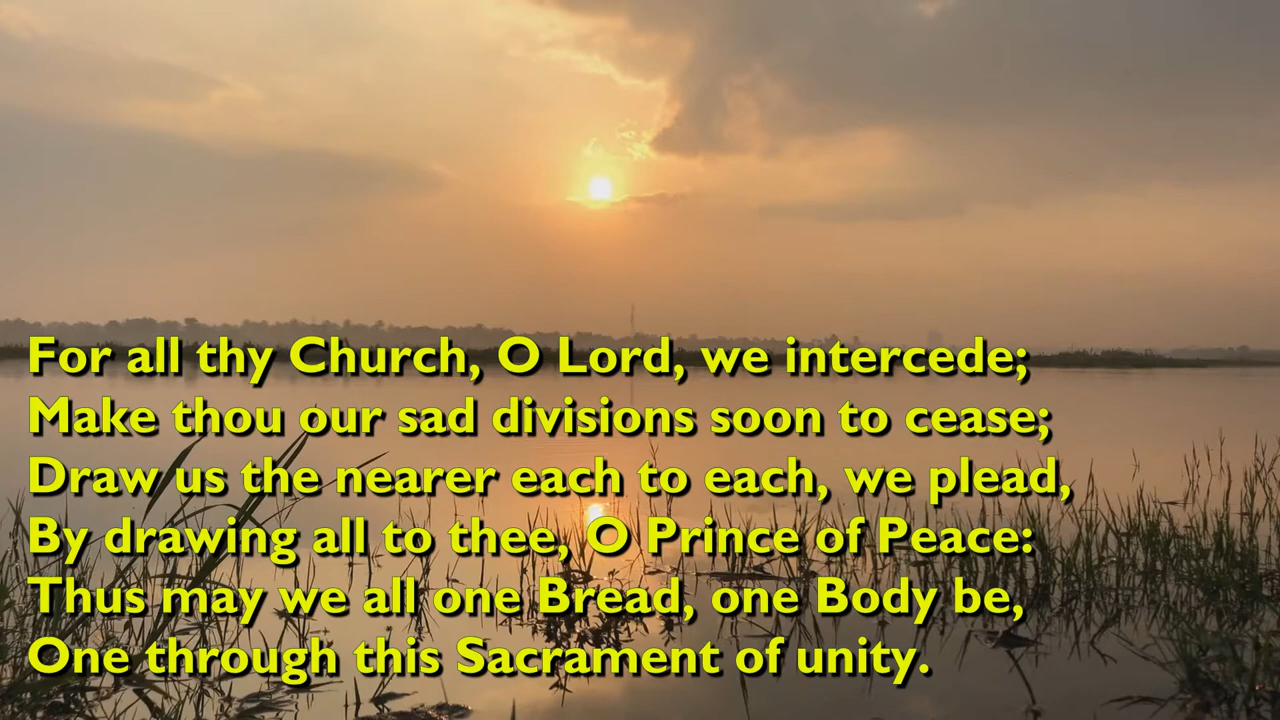 For all thy Church, O Lord, we intercede;
Make thou our sad divisions soon to cease;
Draw us the nearer each to each, we plead,
By drawing all to thee, O Prince of Peace:
Thus may we all one Bread, one Body be,
One through this Sacrament of unity.